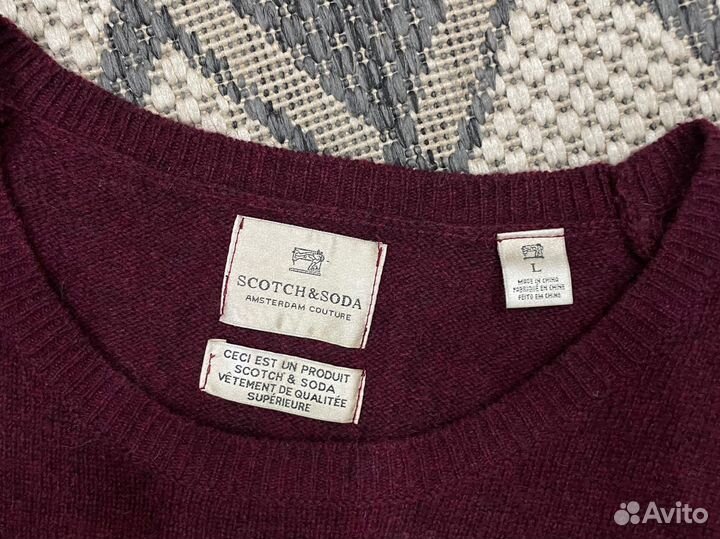 SCOTCH&SODA
AMSTERDAM COUTURE
CECI EST UN PRODUIT
SCOTCH & SODA
VÊTEMENT DE QUALITÉE
SUPÉRIEURE
L
MADE IN CHINA
FABRIQUÉ EN CHINE
FEITO EM CHINO
Avito